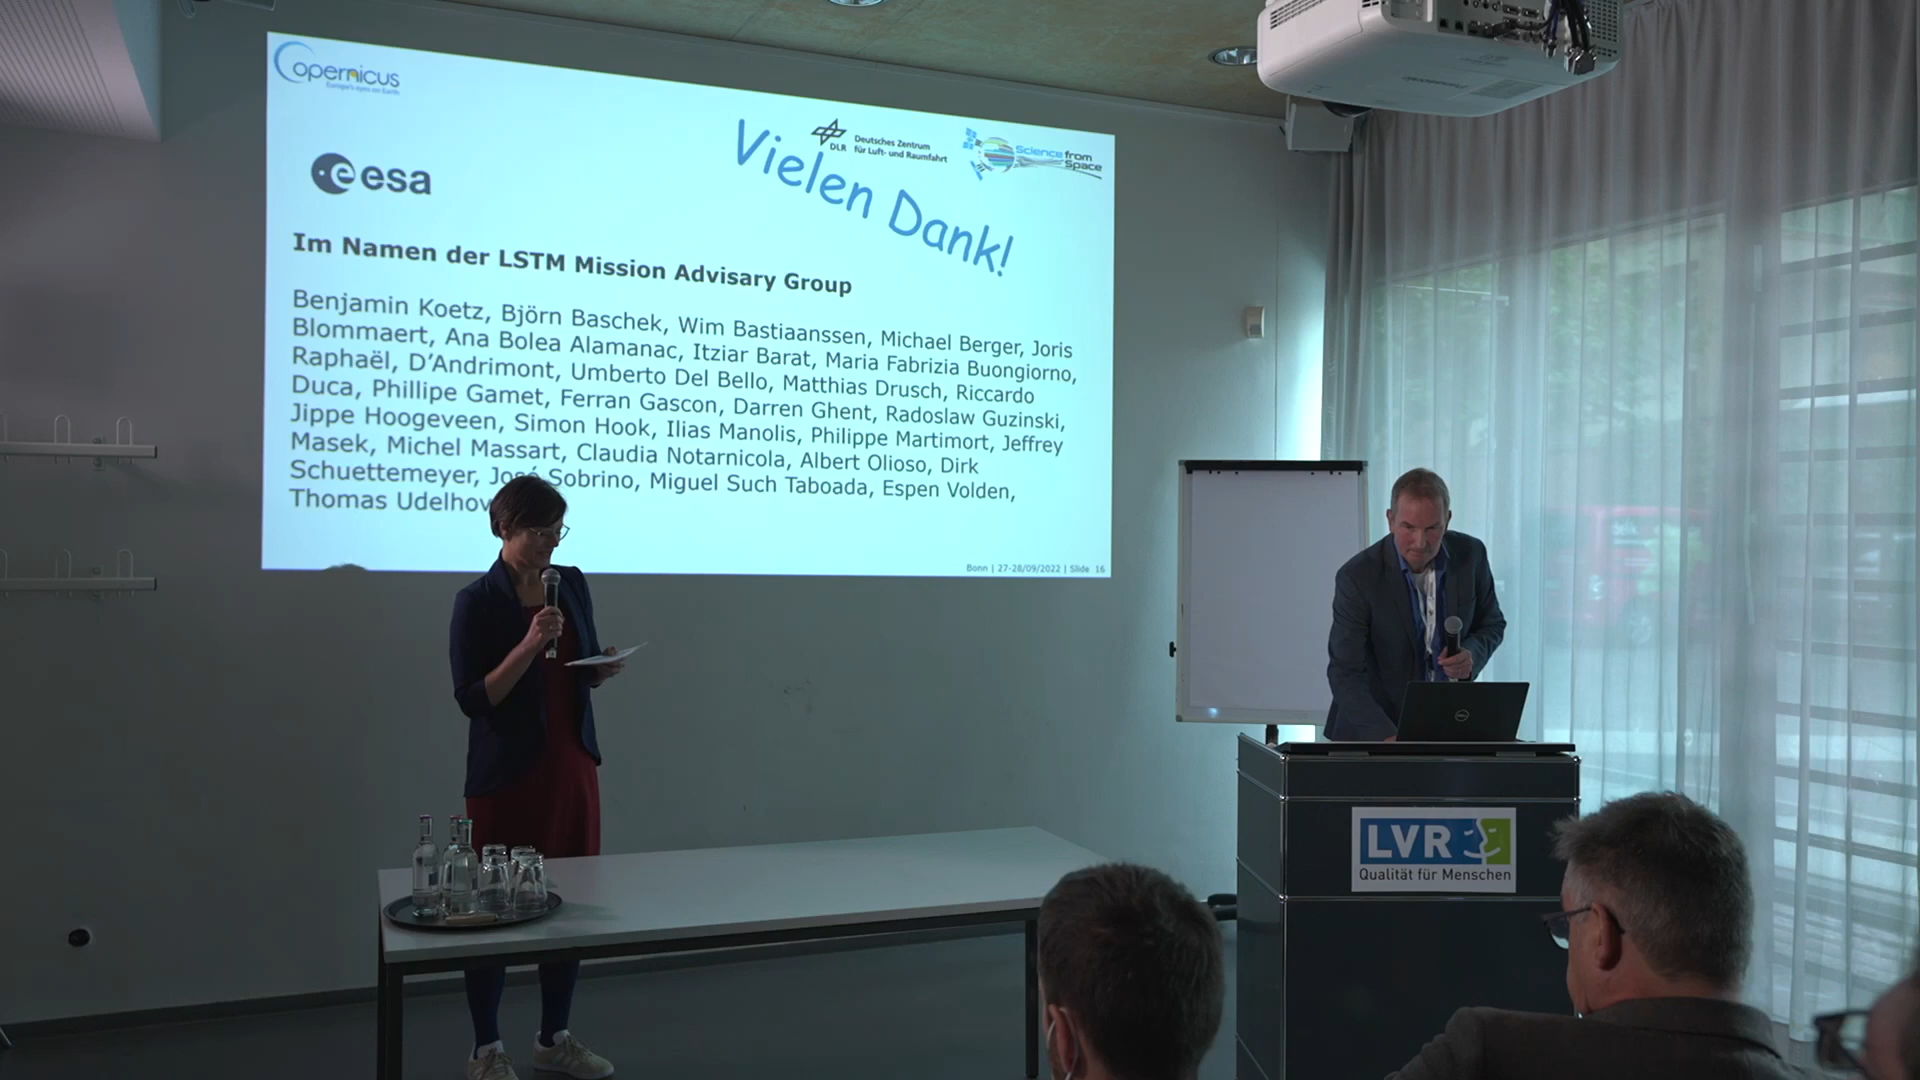 Copernicus
Europe's eyes on Earth
esa
DLR
Deutsches Zentrum
für Luft- und Raumfahrt
Science from
Space
Vielen Dank!
Im Namen der LSTM Mission Advisary Group
Benjamin Koetz, Björn Baschek, Wim Bastiaanssen, Michael Berger, Joris
Blommaert, Ana Bolea Alamanac, Itziar Barat, Maria Fabrizia Buongiorno,
Raphaël, D’Andrimont, Umberto Del Bello, Matthias Drusch, Riccardo
Duca, Phillipe Gamet, Ferran Gascon, Darren Ghent, Radoslaw Guzinski,
Jippe Hoogeveen, Simon Hook, Ilias Manolis, Philippe Martimort, Jeffrey
Masek, Michel Massart, Claudia Notarnicola, Albert Olioso, Dirk
Schuettemeyer, José Sobrino, Miguel Such Taboada, Espen Volden,
Thomas Udelhov
Bonn | 27-28/09/2022 | Slide 16
DELL
LVR
Qualität für Menschen